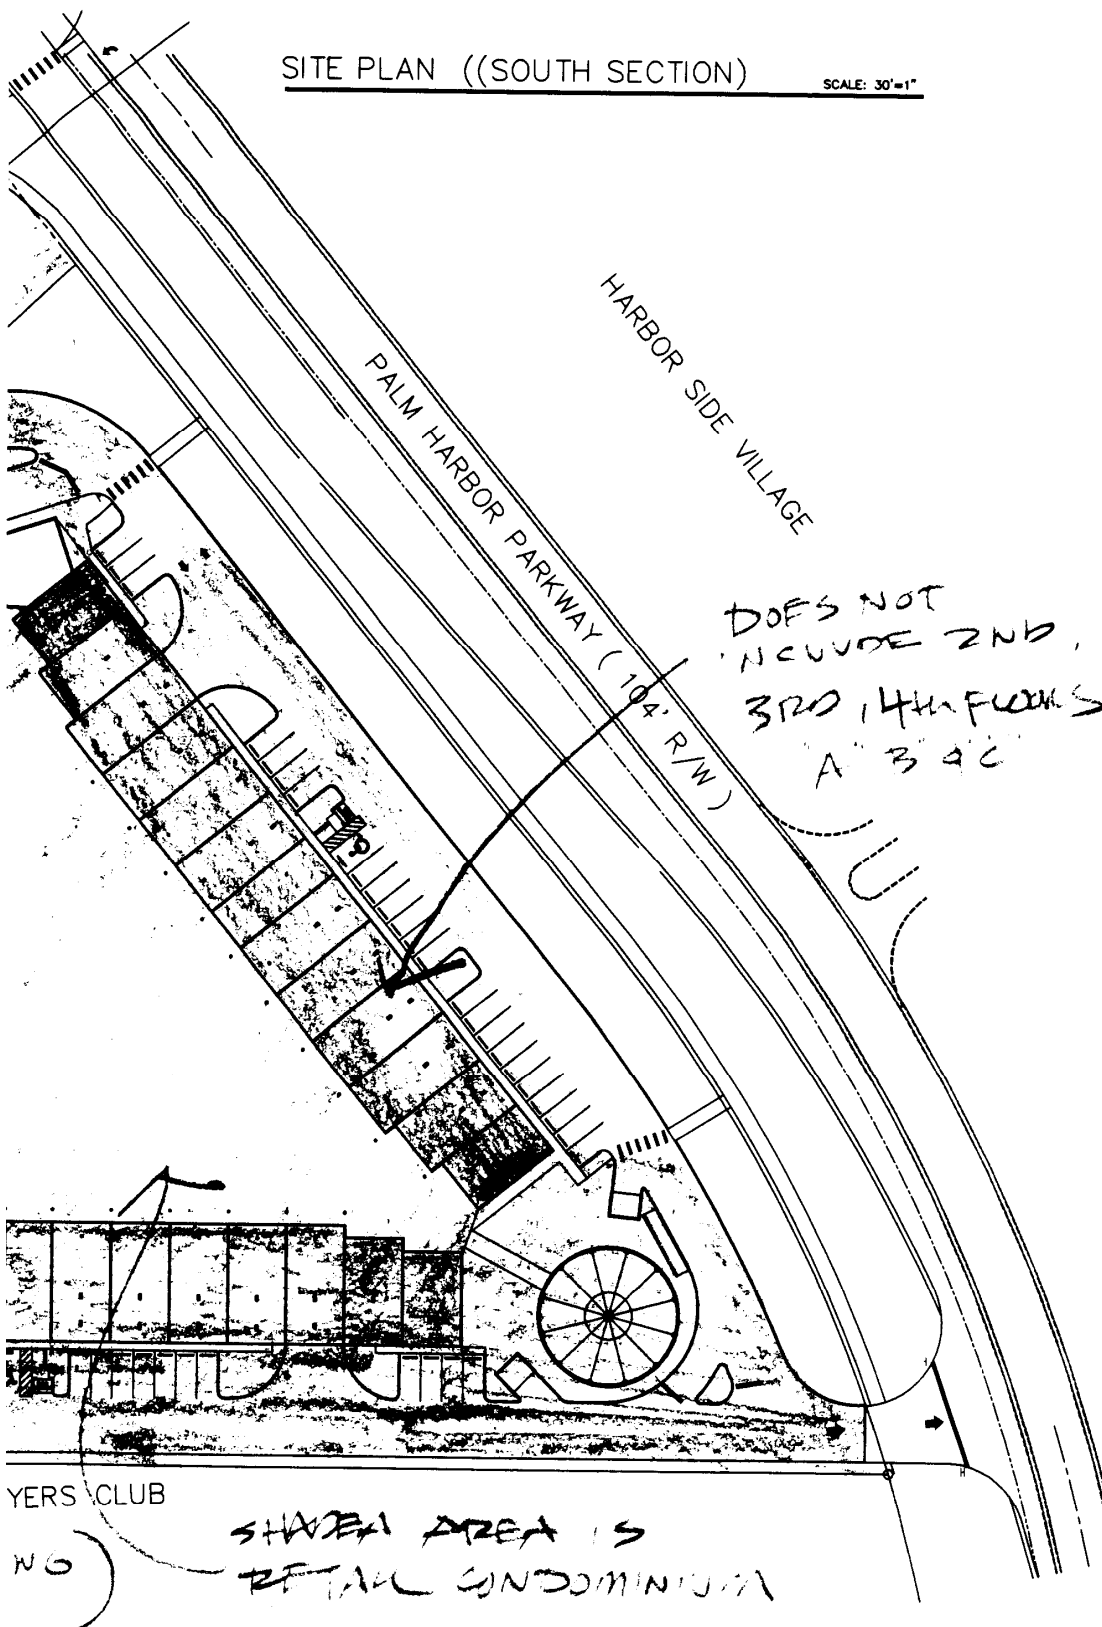 SITE PLAN ((SOUTH SECTION)
SCALE: 30'=1"
HARBOR SIDE VILLAGE
PALM HARBOR PARKWAY ( 104' R/W )
DOES NOT
INCLUDE 2ND,
3RD, 4th FLOORS
"A" B & "C"
YERS CLUB
NG)
SHADED AREA IS
RETAIL CONDOMINIUM